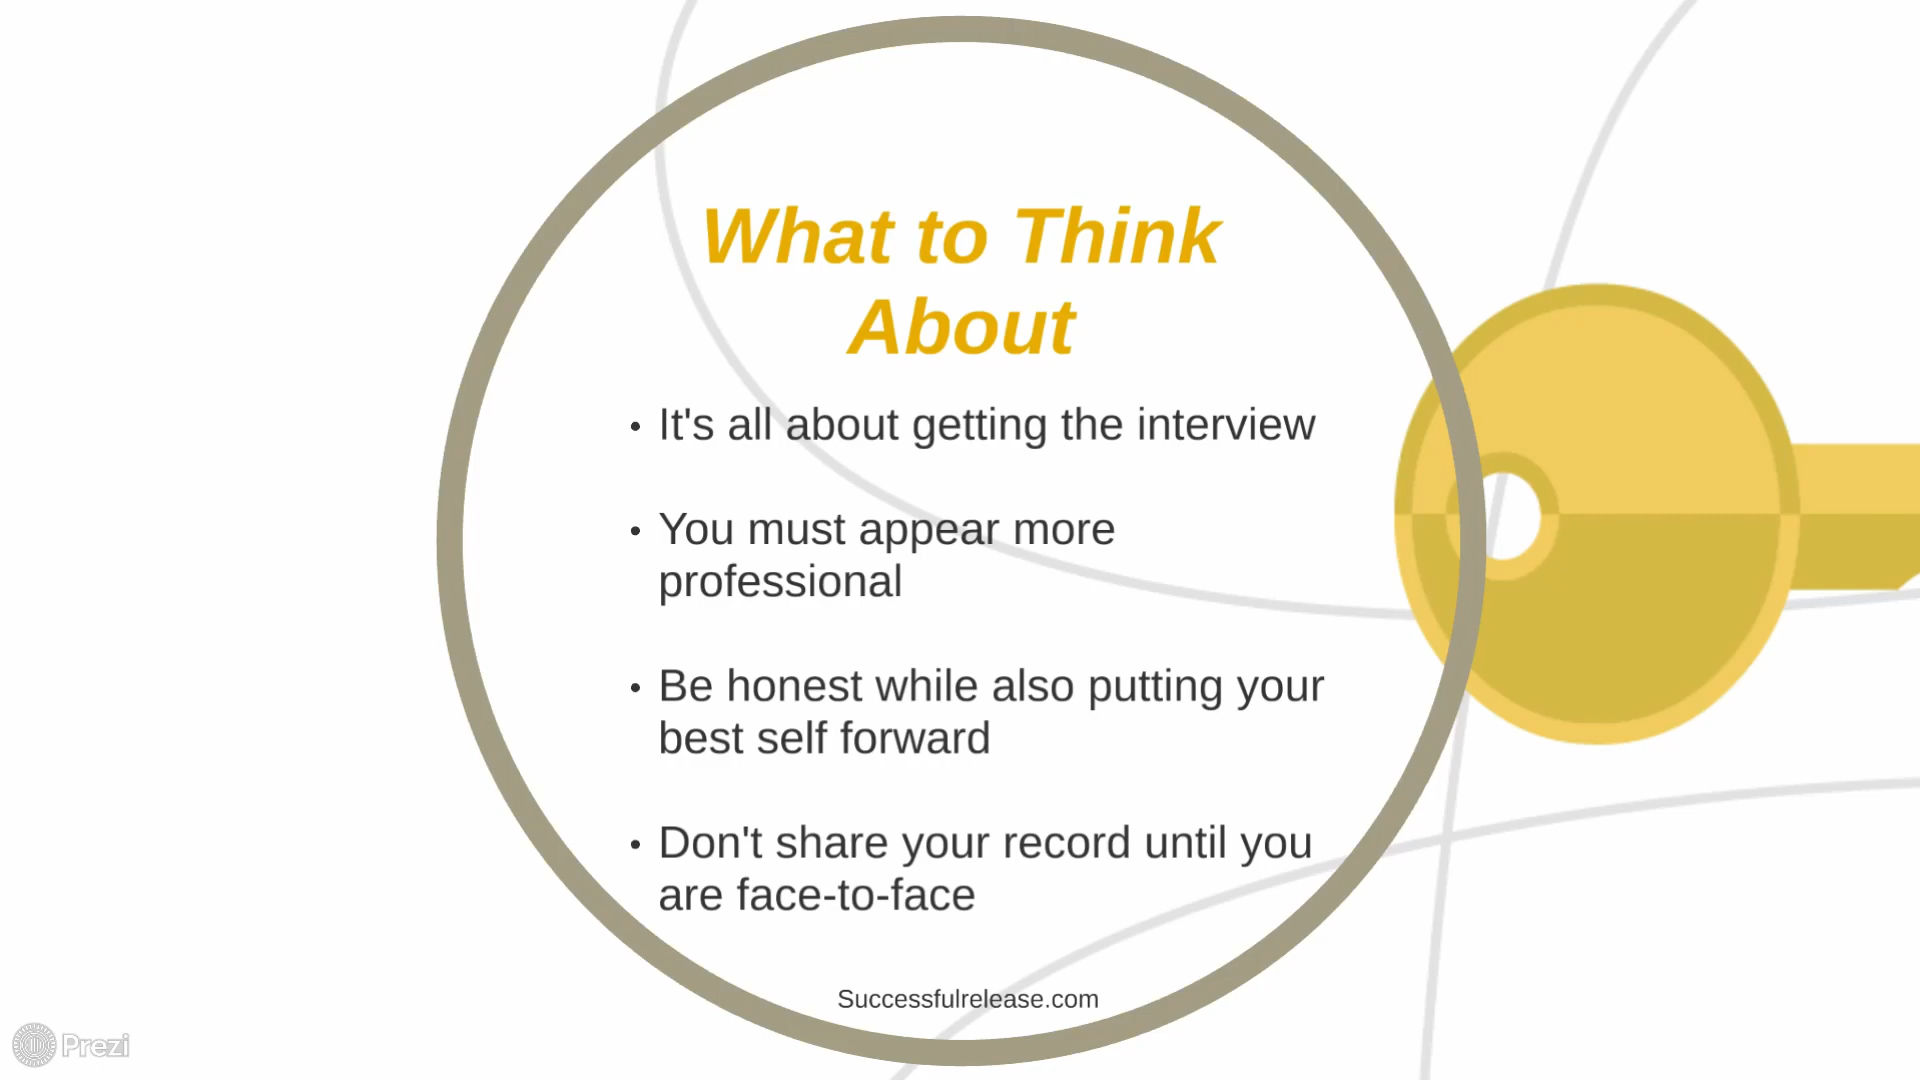 What to Think
About
• It's all about getting the interview
• You must appear more
professional
• Be honest while also putting your
best self forward
• Don't share your record until you
are face-to-face
Successfulrelease.com
Prezi